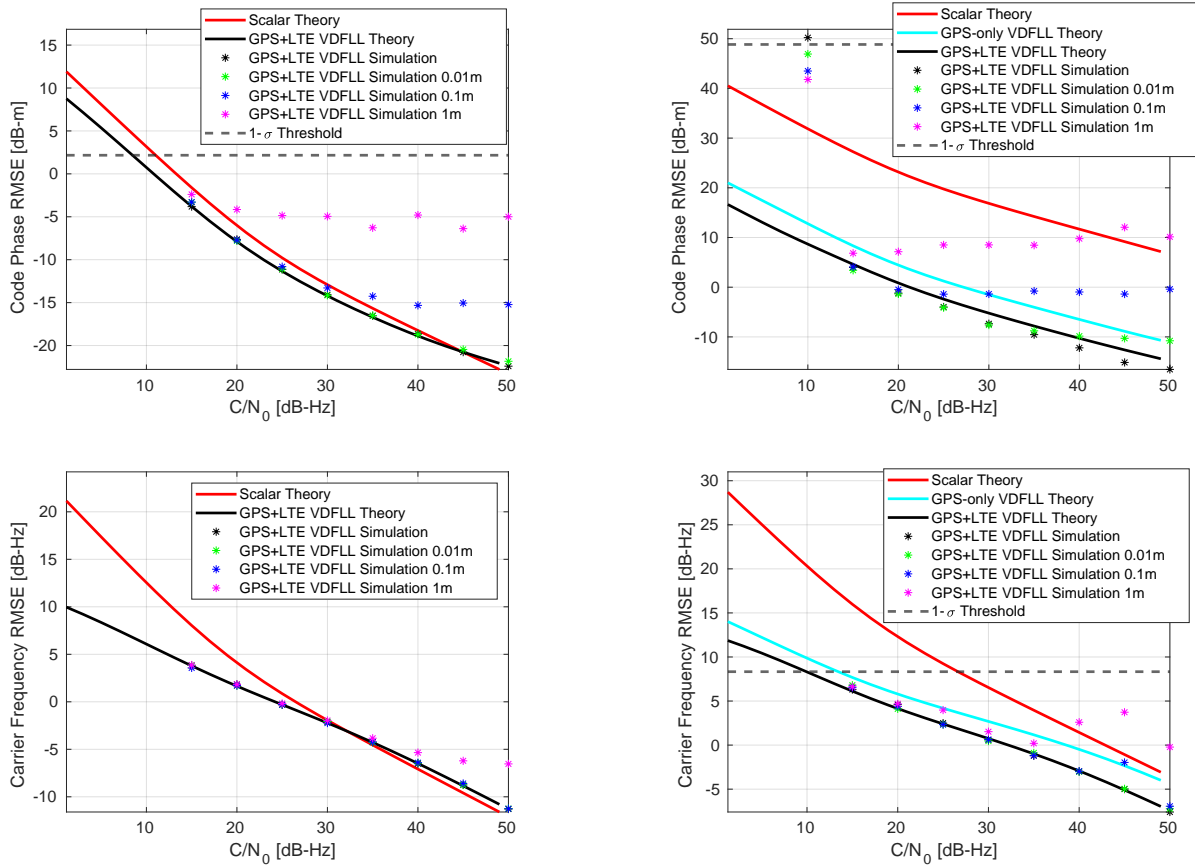 Scalar Theory
GPS+LTE VDFLL Theory
GPS+LTE VDFLL Simulation
GPS+LTE VDFLL Simulation 0.01m
GPS+LTE VDFLL Simulation 0.1m
GPS+LTE VDFLL Simulation 1m
1-σ Threshold
Code Phase RMSE [dB-m]
15
10
5
0
-5
-10
-15
-20
10 20 30 40 50
C/N0 [dB-Hz]
Scalar Theory
GPS-only VDFLL Theory
GPS+LTE VDFLL Theory
GPS+LTE VDFLL Simulation
GPS+LTE VDFLL Simulation 0.01m
GPS+LTE VDFLL Simulation 0.1m
GPS+LTE VDFLL Simulation 1m
1-σ Threshold
Code Phase RMSE [dB-m]
50
40
30
20
10
0
-10
10 20 30 40 50
C/N0 [dB-Hz]
Scalar Theory
GPS+LTE VDFLL Theory
GPS+LTE VDFLL Simulation
GPS+LTE VDFLL Simulation 0.01m
GPS+LTE VDFLL Simulation 0.1m
GPS+LTE VDFLL Simulation 1m
Carrier Frequency RMSE [dB-Hz]
20
15
10
5
0
-5
-10
10 20 30 40 50
C/N0 [dB-Hz]
Scalar Theory
GPS-only VDFLL Theory
GPS+LTE VDFLL Theory
GPS+LTE VDFLL Simulation
GPS+LTE VDFLL Simulation 0.01m
GPS+LTE VDFLL Simulation 0.1m
GPS+LTE VDFLL Simulation 1m
1-σ Threshold
Carrier Frequency RMSE [dB-Hz]
30
25
20
15
10
5
0
-5
10 20 30 40 50
C/N0 [dB-Hz]